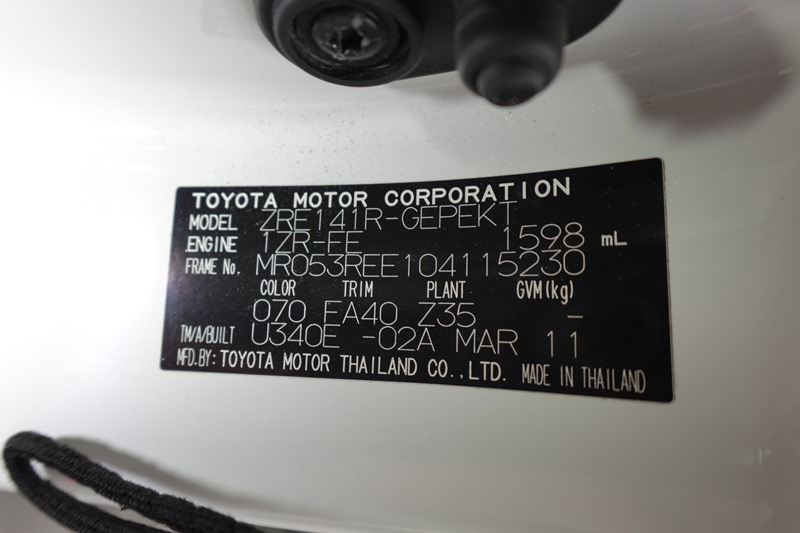 TOYOTA MOTOR CORPORATION
MODEL ZRE141R-GEPEKT
ENGINE 1ZR-FE 1598 mL
FRAME No. MR053REE104115230
COLOR TRIM PLANT GVM(kg)
070 FA40 Z35 –
TM/A/BUILT U340E -02A MAR 11
MFD.BY: TOYOTA MOTOR THAILAND CO.,LTD. MADE IN THAILAND